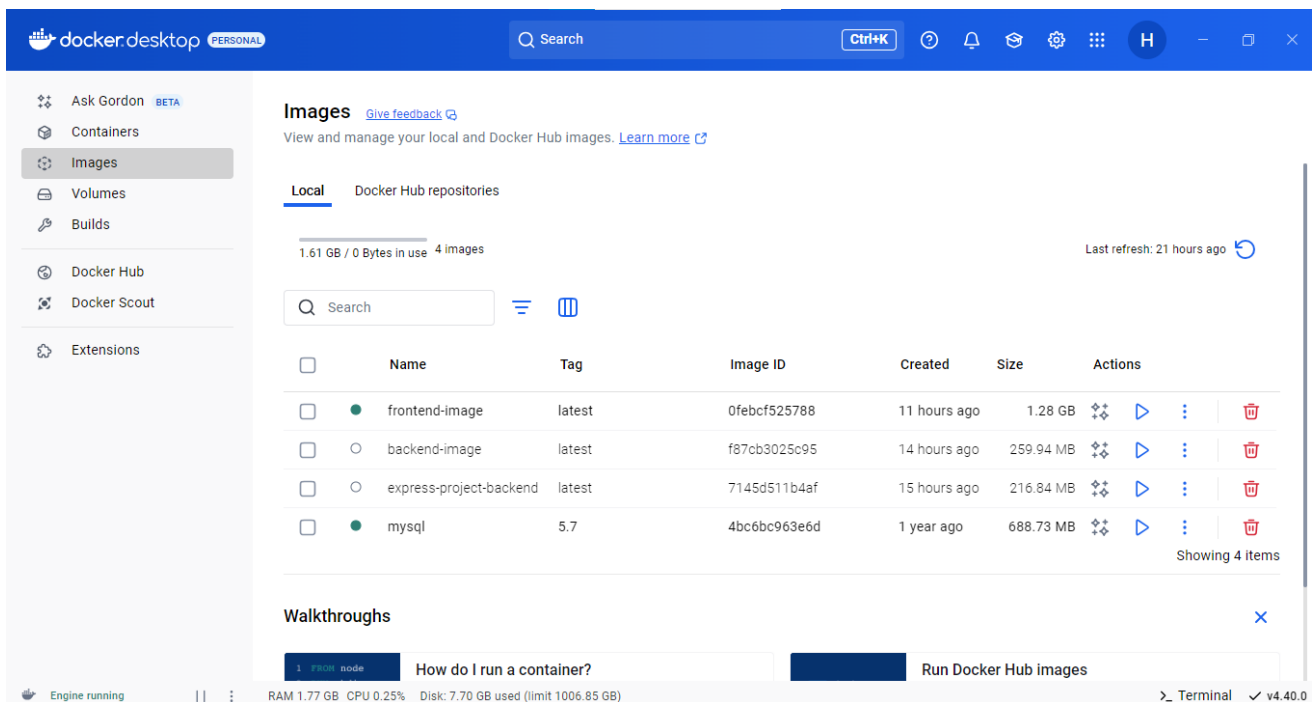 docker.desktop PERSONAL
Search Ctrl+K
H
Ask Gordon BETA
Containers
Images
Volumes
Builds
Docker Hub
Docker Scout
Extensions
Images Give feedback
View and manage your local and Docker Hub images. Learn more
Local Docker Hub repositories
1.61 GB / 0 Bytes in use 4 images
Last refresh: 21 hours ago
Search
Name Tag Image ID Created Size Actions
frontend-image latest 0febcf525788 11 hours ago 1.28 GB
backend-image latest f87cb3025c95 14 hours ago 259.94 MB
express-project-backend latest 7145d511b4af 15 hours ago 216.84 MB
mysql 5.7 4bc6bc963e6d 1 year ago 688.73 MB
Showing 4 items
Walkthroughs
1 FROM node
How do I run a container?
Run Docker Hub images
Engine running
RAM 1.77 GB CPU 0.25% Disk: 7.70 GB used (limit 1006.85 GB)
>_ Terminal
v4.40.0